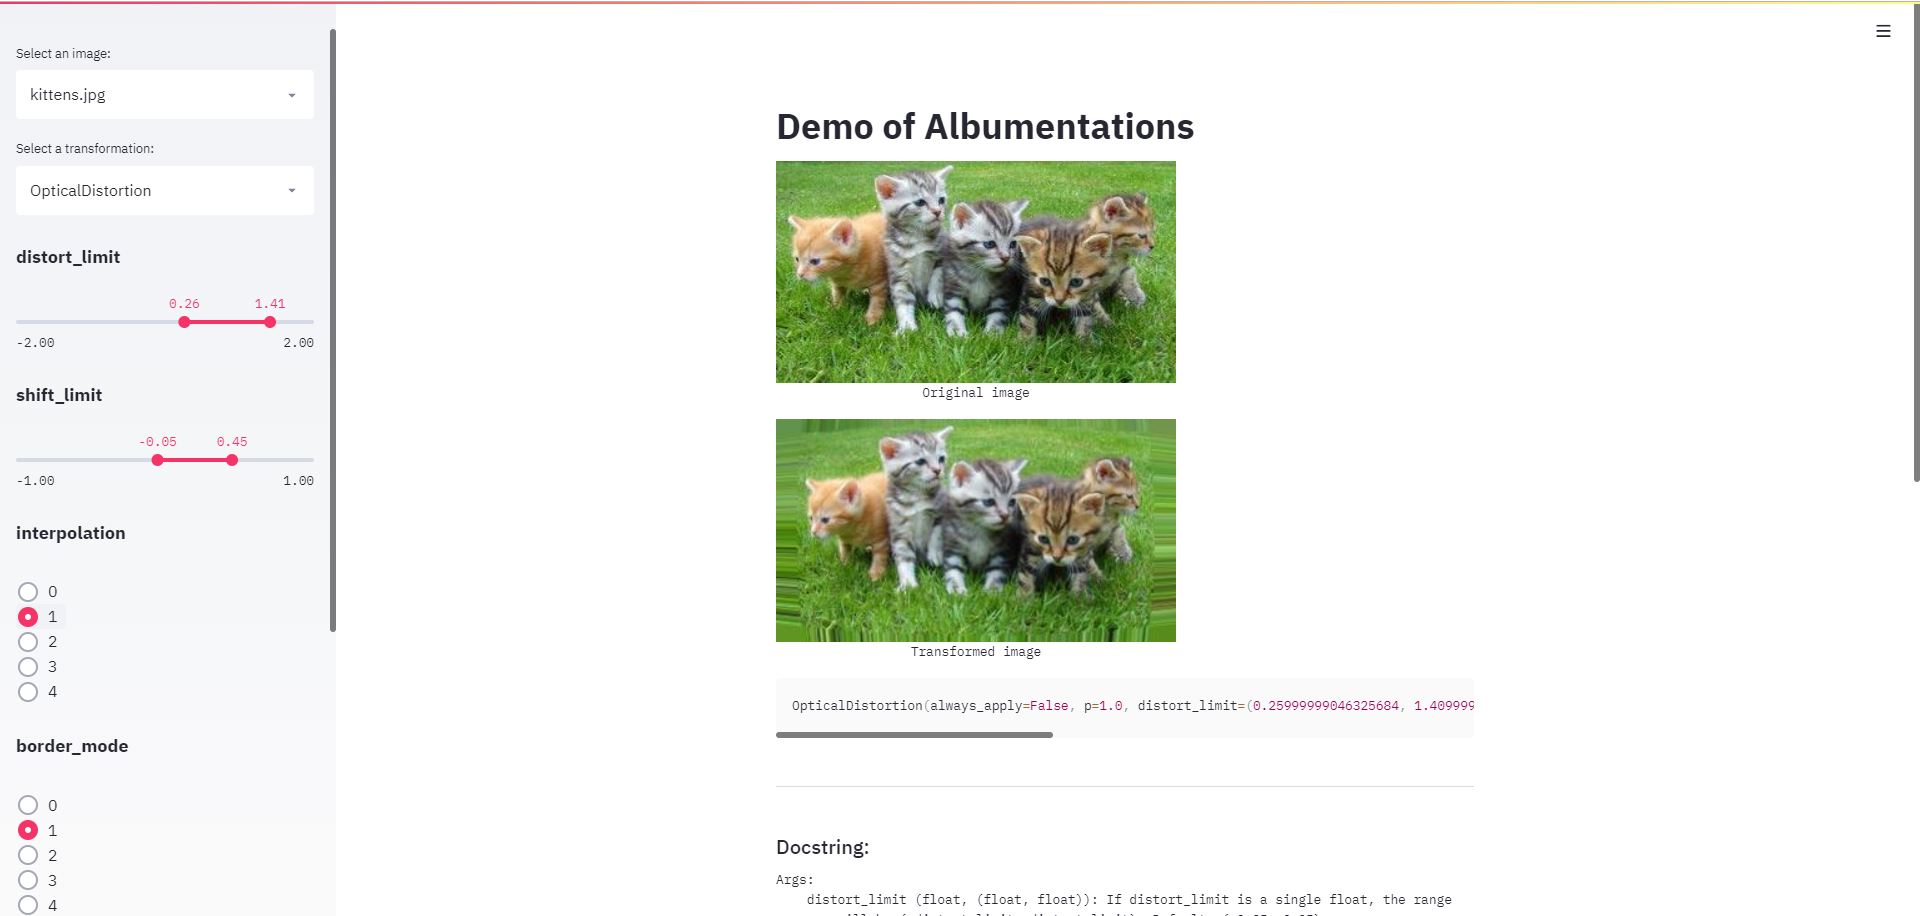 Select an image:
kittens.jpg
Select a transformation:
OpticalDistortion
distort_limit
0.26 1.41
-2.00 2.00
shift_limit
-0.05 0.45
-1.00 1.00
interpolation
0
1
2
3
4
border_mode
0
1
2
3
4
Demo of Albumentations
Original image
Transformed image
OpticalDistortion(always_apply=False, p=1.0, distort_limit=(0.25999999046325684, 1.409999
Docstring:
Args:
distort_limit (float, (float, float)): If distort_limit is a single float, the range